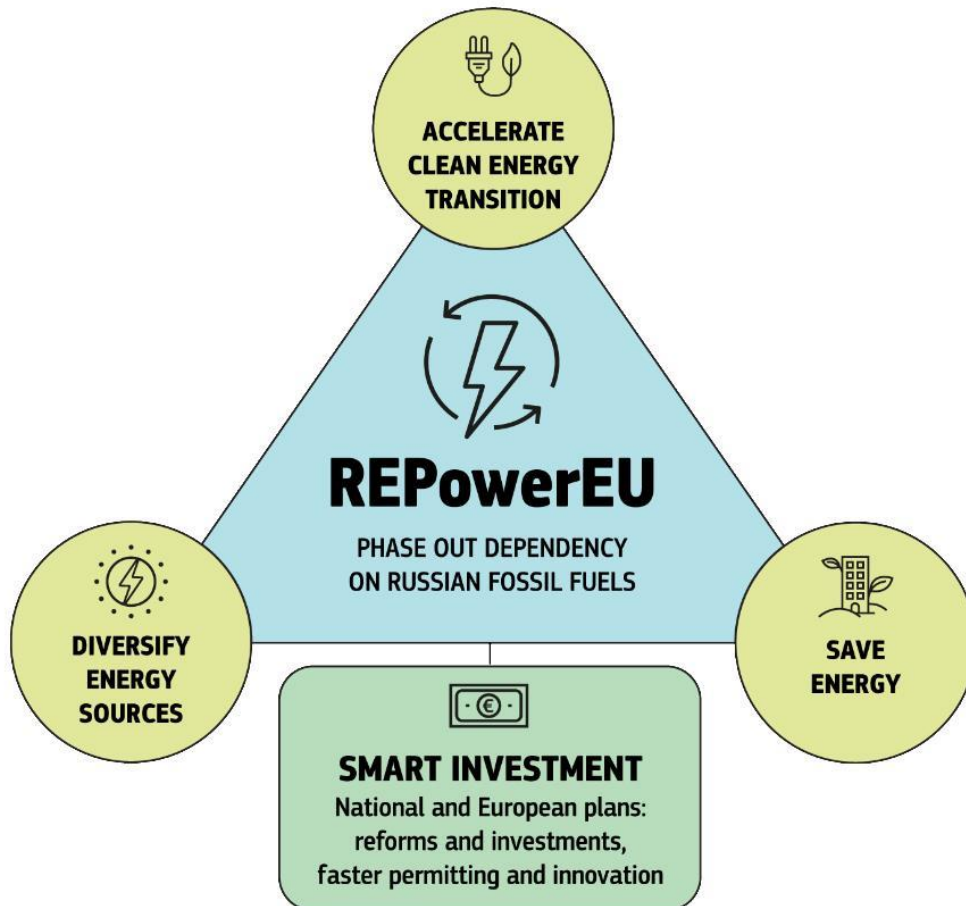 ACCELERATE
CLEAN ENERGY
TRANSITION
REPowerEU
PHASE OUT DEPENDENCY
ON RUSSIAN FOSSIL FUELS
DIVERSIFY
ENERGY
SOURCES
SAVE
ENERGY
€
SMART INVESTMENT
National and European plans:
reforms and investments,
faster permitting and innovation